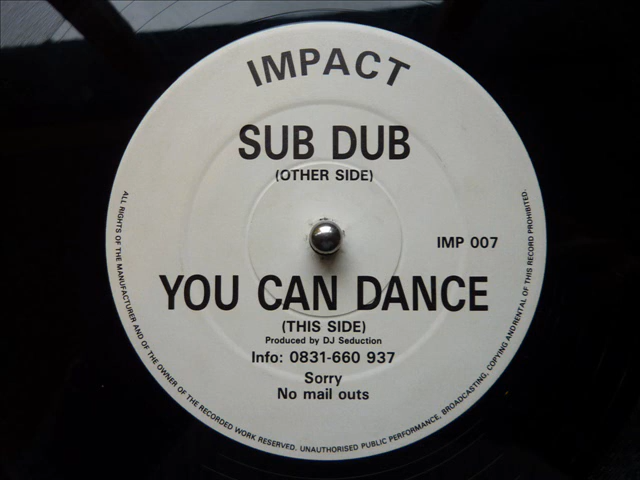 IMPACT
SUB DUB
(OTHER SIDE)
IMP 007
YOU CAN DANCE
(THIS SIDE)
Produced by DJ Seduction
Info: 0831-660 937
Sorry
No mail outs
ALL RIGHTS OF THE MANUFACTURER AND OF THE OWNER OF THE RECORDED WORK RESERVED. UNAUTHORISED PUBLIC PERFORMANCE, BROADCASTING, COPYING AND RENTAL OF THIS RECORD PROHIBITED.